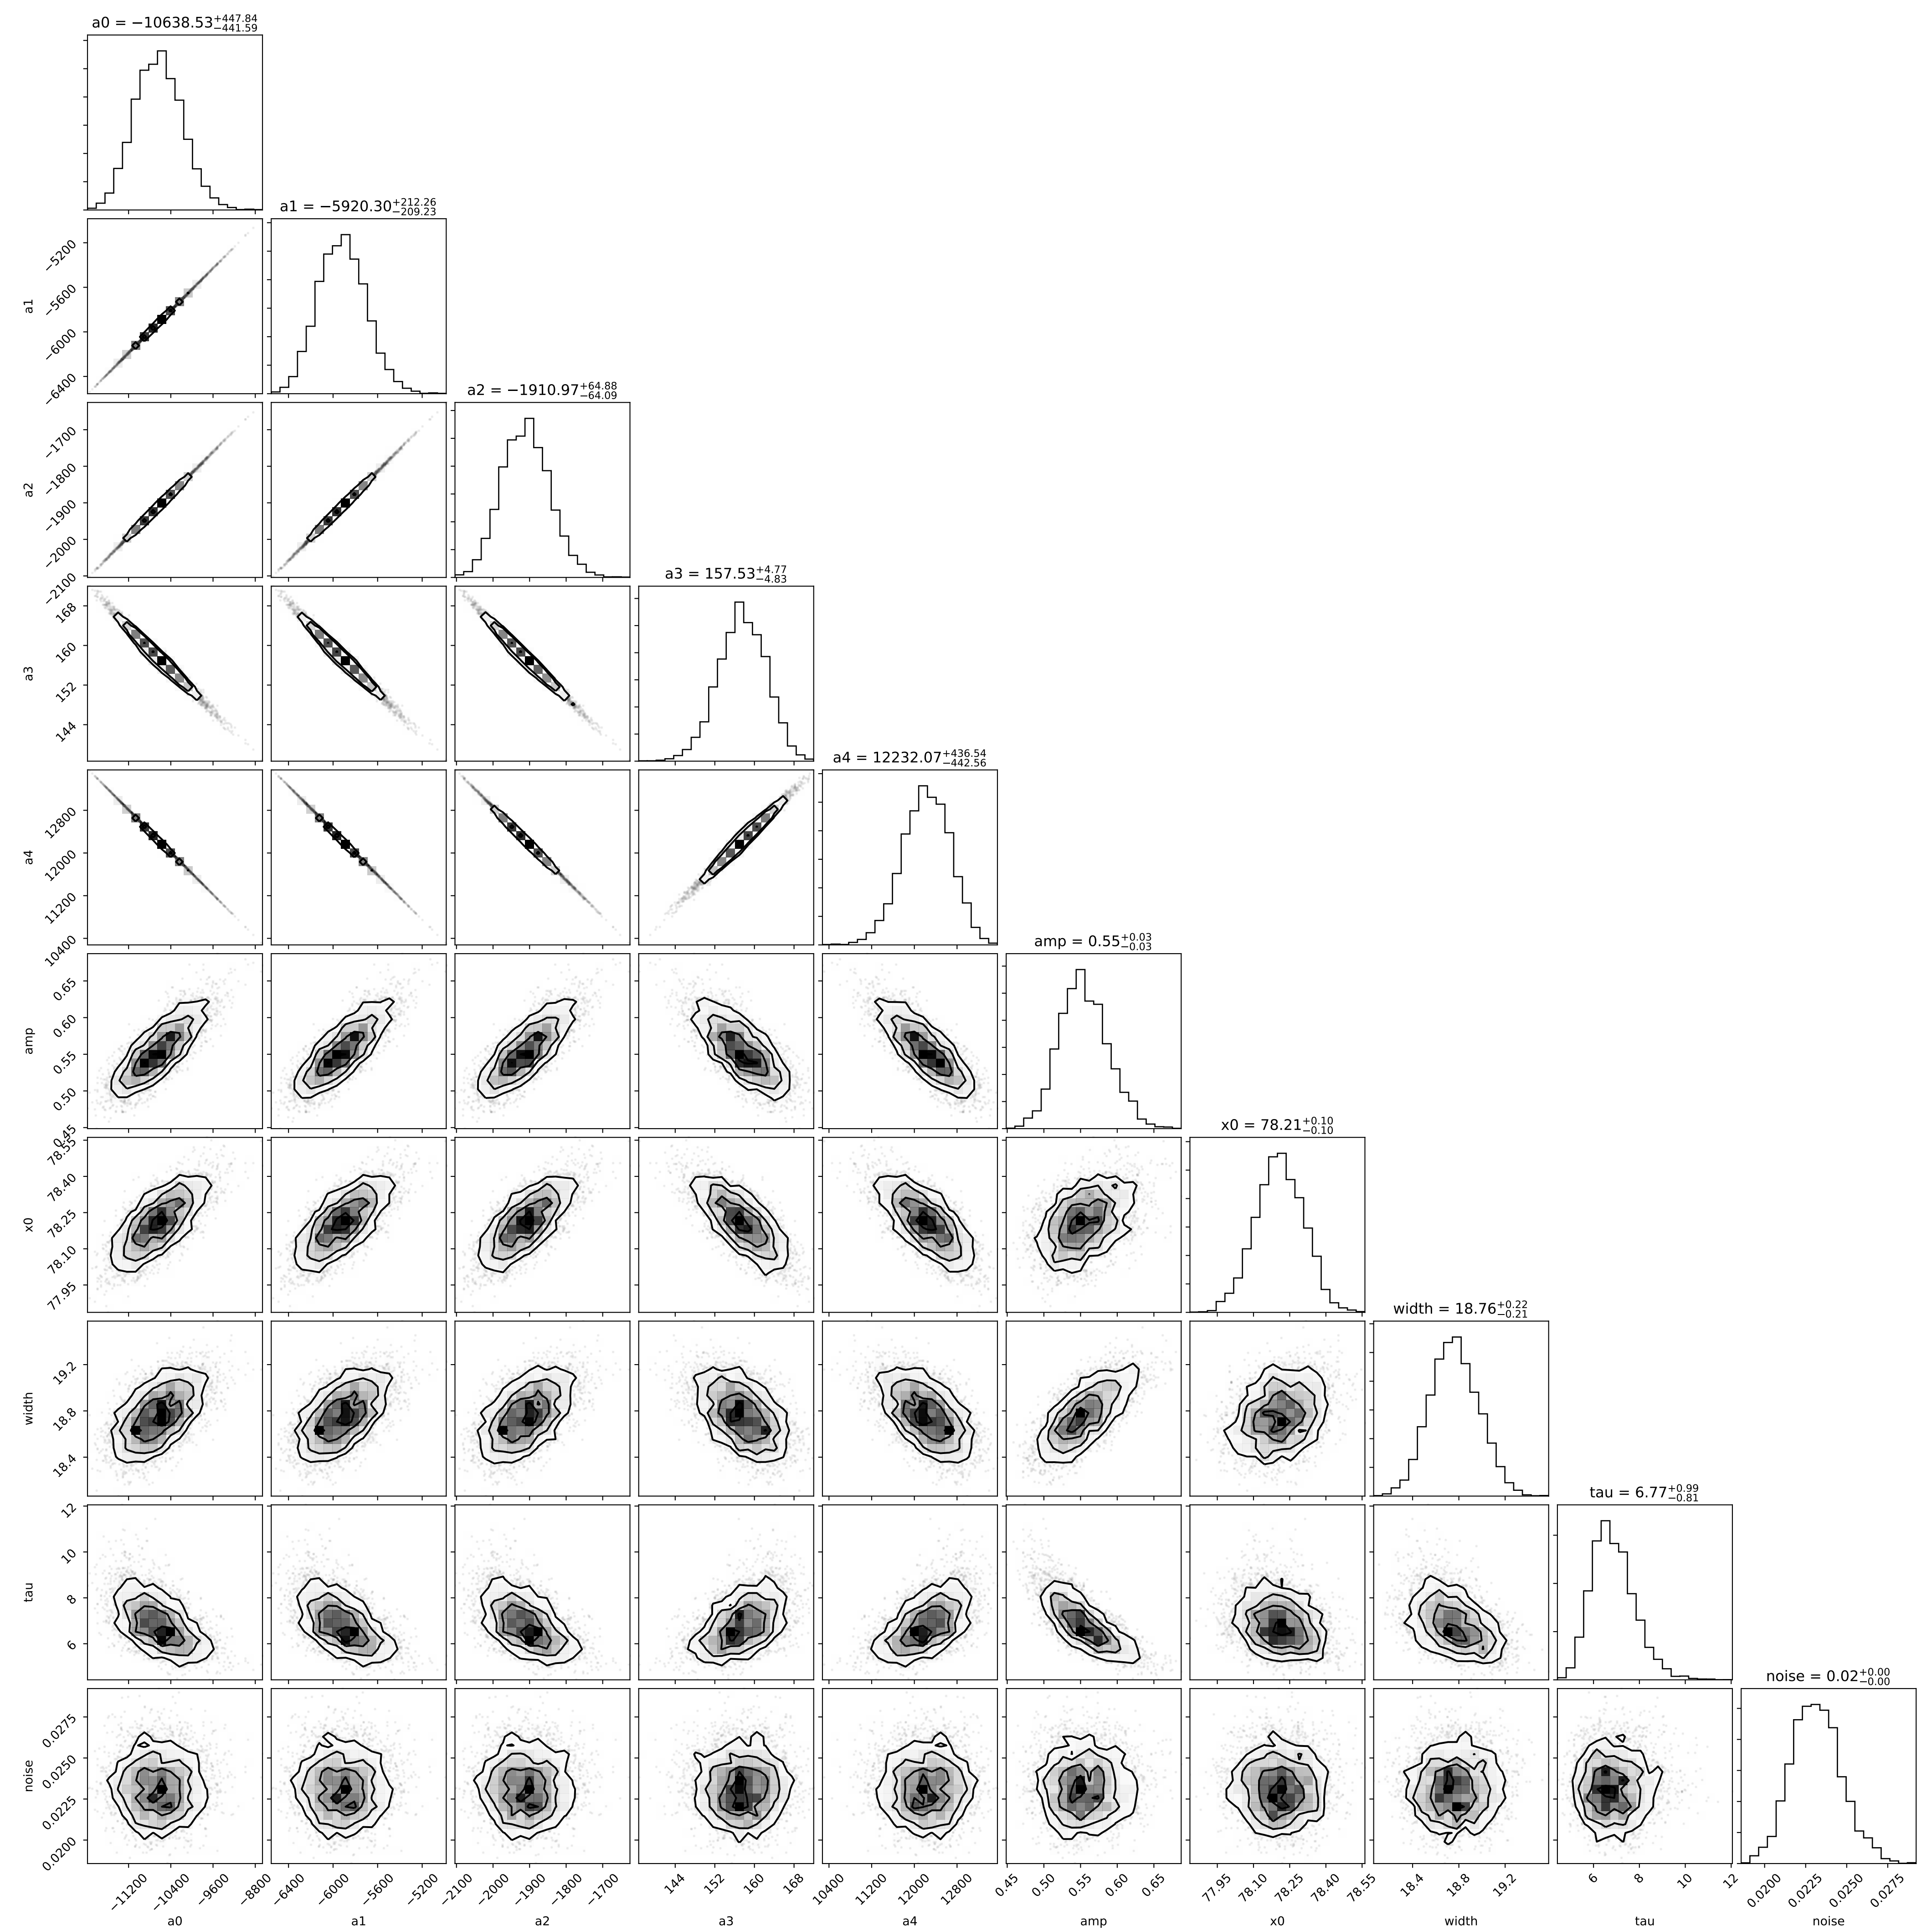 a0 = −10638.53 +447.84 −441.59
a1 = −5920.30 +212.26 −209.23
−5200
−5600
−6000
−6400
a1
a2 = −1910.97 +64.88 −64.09
−1700
−1800
−1900
−2000
−2100
a2
a3 = 157.53 +4.77 −4.83
168
160
152
144
a3
a4 = 12232.07 +436.54 −442.56
12800
12000
11200
10400
a4
amp = 0.55 +0.03 −0.03
0.65
0.60
0.55
0.50
0.45
amp
x0 = 78.21 +0.10 −0.10
78.55
78.40
78.25
78.10
77.95
x0
width = 18.76 +0.22 −0.21
19.2
18.8
18.4
width
tau = 6.77 +0.99 −0.81
12
10
8
6
tau
noise = 0.02 +0.00 −0.00
0.0275
0.0250
0.0225
0.0200
noise
−11200 −10400 −9600 −8800 −6400 −6000 −5600 −5200 −2100 −2000 −1900 −1800 −1700 144 152 160 168 10400 11200 12000 12800 0.45 0.50 0.55 0.60 0.65 77.95 78.10 78.25 78.40 78.55 18.4 18.8 19.2 6 8 10 12 0.0200 0.0225 0.0250 0.0275
a0 a1 a2 a3 a4 amp x0 width tau noise